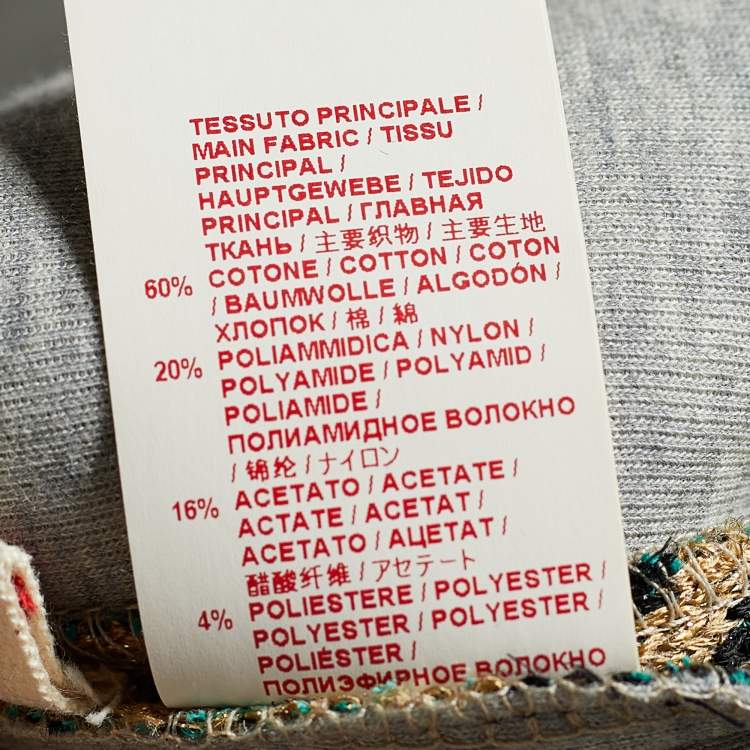 TESSUTO PRINCIPALE /
MAIN FABRIC / TISSU
PRINCIPAL /
HAUPTGEWEBE / TEJIDO
PRINCIPAL / ГЛАВНАЯ
ТКАНЬ / 主要织物 / 主要生地
60% COTONE / COTTON / COTON
/ BAUMWOLLE / ALGODÓN /
ХЛОПОК / 棉 / 綿
20% POLIAMMIDICA / NYLON /
POLYAMIDE / POLYAMID /
POLIAMIDE /
ПОЛИАМИДНОЕ ВОЛОКНО
/ 锦纶 / ナイロン
16% ACETATO / ACETATE /
ACTATE / ACETAT /
ACETATO / АЦЕТАТ /
醋酸纤维 / アセテート
4% POLIESTERE / POLYESTER /
POLYESTER / POLYESTER /
POLIÉSTER /
ПОЛИЭФИРНОЕ ВОЛОКНО